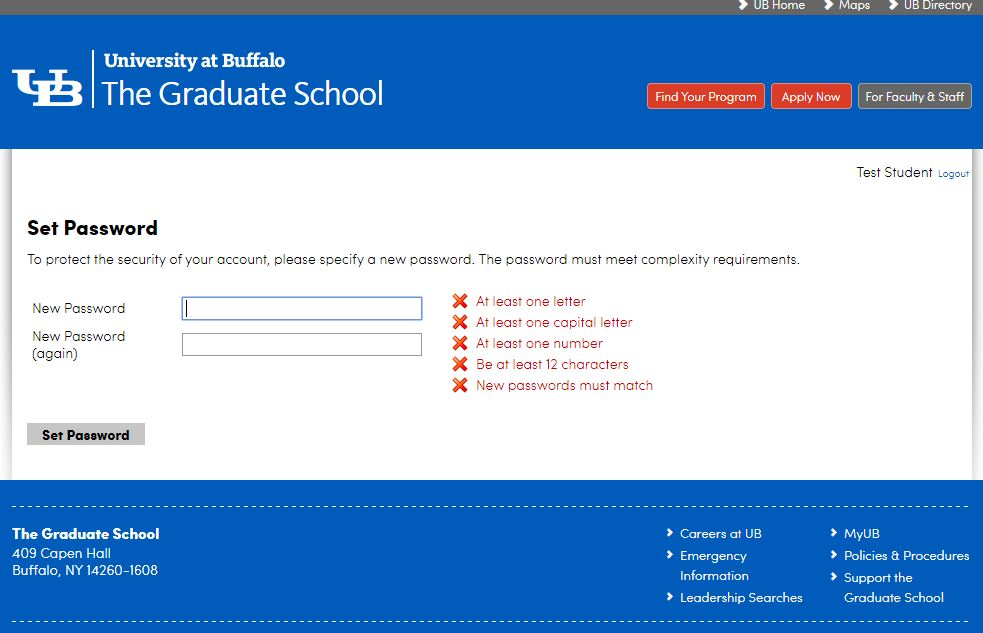 UB Home Maps UB Directory
UB
University at Buffalo
The Graduate School
Find Your Program Apply Now For Faculty & Staff
Test Student Logout
Set Password
To protect the security of your account, please specify a new password. The password must meet complexity requirements.
New Password
New Password
(again)
At least one letter
At least one capital letter
At least one number
Be at least 12 characters
New passwords must match
Set Password
The Graduate School
409 Capen Hall
Buffalo, NY 14260-1608
Careers at UB
Emergency
Information
Leadership Searches
MyUB
Policies & Procedures
Support the
Graduate School